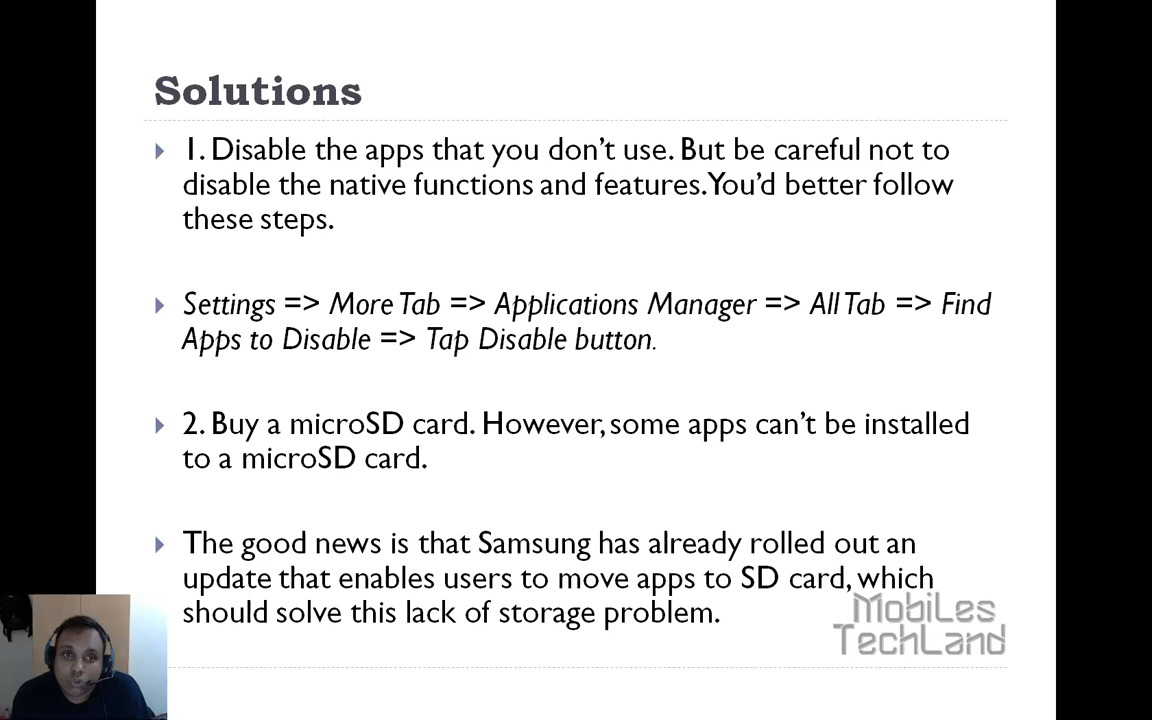 Solutions
1. Disable the apps that you don't use. But be careful not to
disable the native functions and features.You'd better follow
these steps.
Settings => More Tab => Applications Manager => All Tab => Find
Apps to Disable => Tap Disable button.
2. Buy a microSD card. However, some apps can't be installed
to a microSD card.
The good news is that Samsung has already rolled out an
update that enables users to move apps to SD card, which
should solve this lack of storage problem.
MobiLes
TechLand